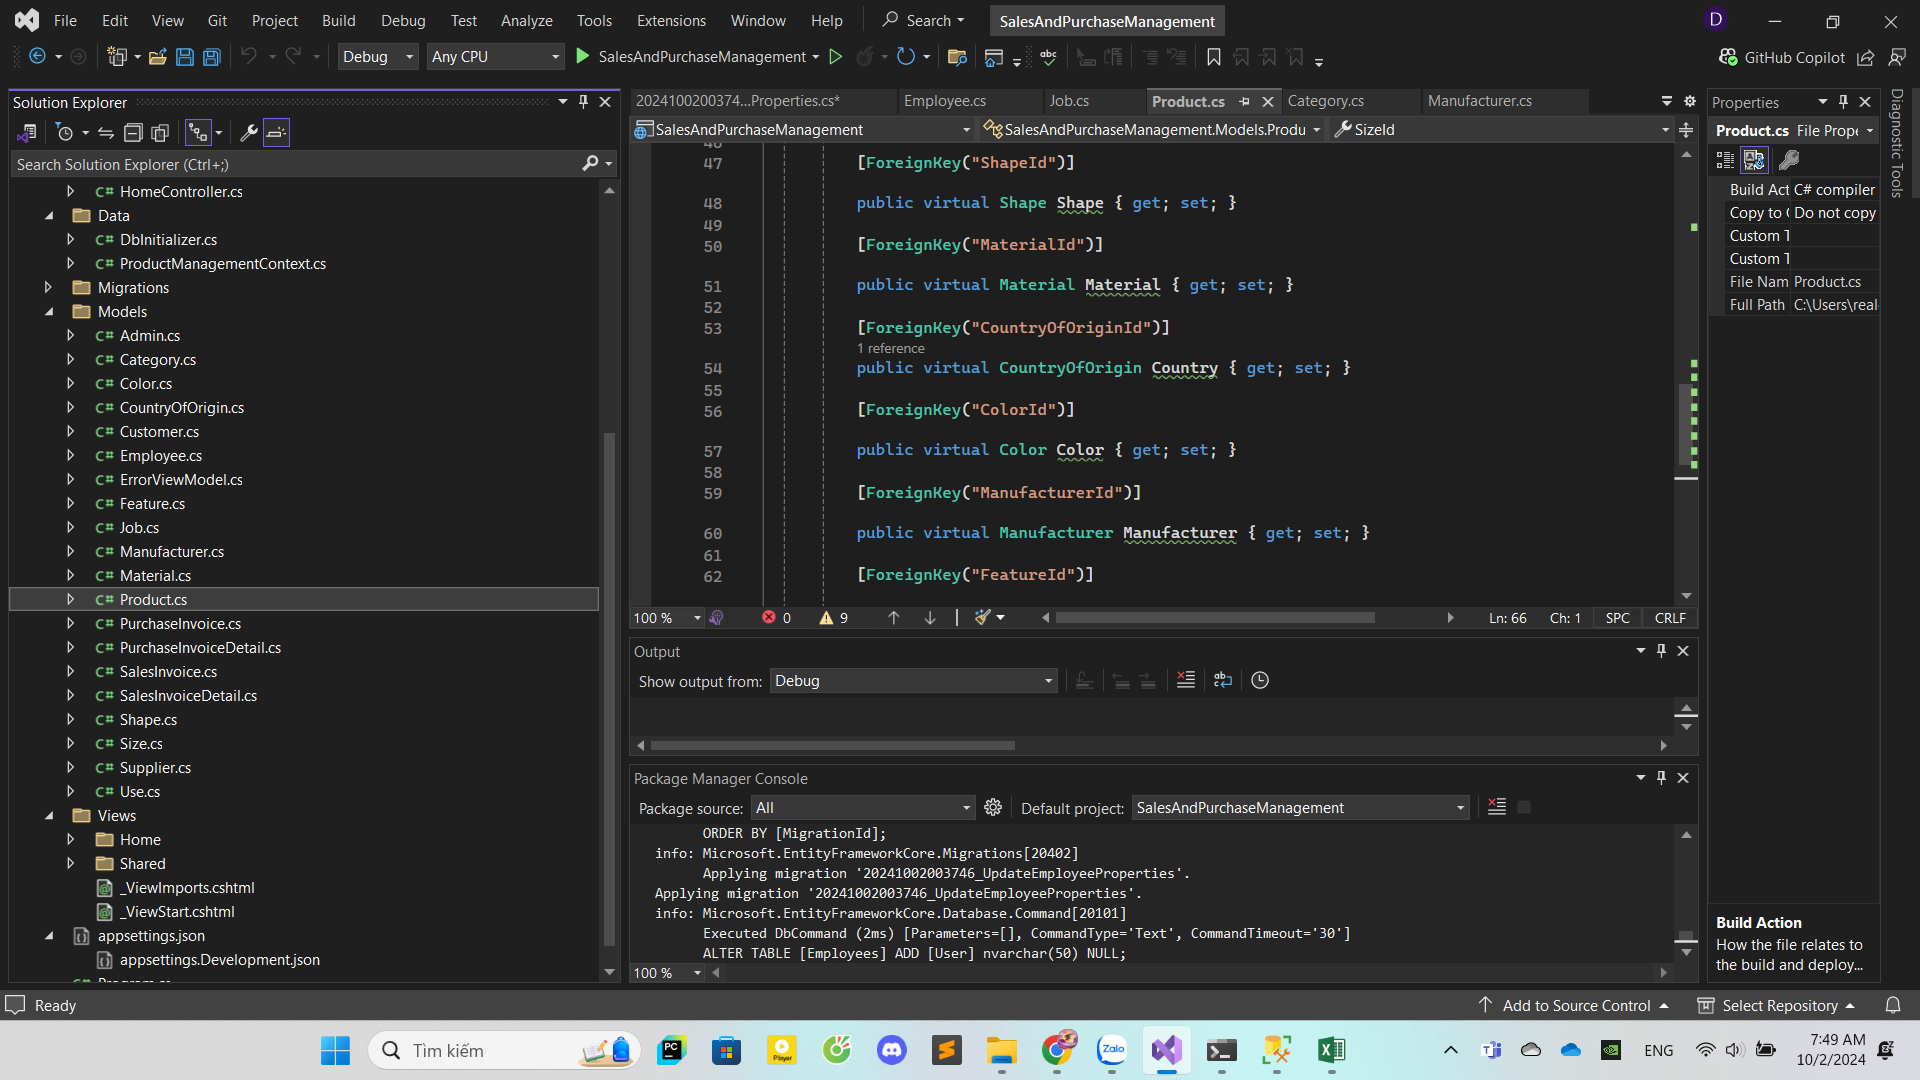 File Edit View Git Project Build Debug Test Analyze Tools Extensions Window Help Search SalesAndPurchaseManagement D
Debug Any CPU SalesAndPurchaseManagement GitHub Copilot
Solution Explorer
Search Solution Explorer (Ctrl+;)
C# HomeController.cs
Data
C# DbInitializer.cs
C# ProductManagementContext.cs
Migrations
Models
C# Admin.cs
C# Category.cs
C# Color.cs
C# CountryOfOrigin.cs
C# Customer.cs
C# Employee.cs
C# ErrorViewModel.cs
C# Feature.cs
C# Job.cs
C# Manufacturer.cs
C# Material.cs
C# Product.cs
C# PurchaseInvoice.cs
C# PurchaseInvoiceDetail.cs
C# SalesInvoice.cs
C# SalesInvoiceDetail.cs
C# Shape.cs
C# Size.cs
C# Supplier.cs
C# Use.cs
Views
Home
Shared
_ViewImports.cshtml
_ViewStart.cshtml
appsettings.json
appsettings.Development.json
2024100200374...Properties.cs* Employee.cs Job.cs Product.cs Category.cs Manufacturer.cs
SalesAndPurchaseManagement SalesAndPurchaseManagement.Models.Produ SizeId
47 [ForeignKey("ShapeId")]
48 public virtual Shape Shape { get; set; }
49
50 [ForeignKey("MaterialId")]
51 public virtual Material Material { get; set; }
52
53 [ForeignKey("CountryOfOriginId")]
1 reference
54 public virtual CountryOfOrigin Country { get; set; }
55
56 [ForeignKey("ColorId")]
57 public virtual Color Color { get; set; }
58
59 [ForeignKey("ManufacturerId")]
60 public virtual Manufacturer Manufacturer { get; set; }
61
62 [ForeignKey("FeatureId")]
100 % 0 9 Ln: 66 Ch: 1 SPC CRLF
Output
Show output from: Debug
Package Manager Console
Package source: All Default project: SalesAndPurchaseManagement
ORDER BY [MigrationId];
info: Microsoft.EntityFrameworkCore.Migrations[20402]
Applying migration '20241002003746_UpdateEmployeeProperties'.
Applying migration '20241002003746_UpdateEmployeeProperties'.
info: Microsoft.EntityFrameworkCore.Database.Command[20101]
Executed DbCommand (2ms) [Parameters=[], CommandType='Text', CommandTimeout='30']
ALTER TABLE [Employees] ADD [User] nvarchar(50) NULL;
100 %
Properties
Product.cs File Prope
Build Act C# compiler
Copy to Do not copy
Custom T
Custom T
File Nam Product.cs
Full Path C:\Users\real
Build Action
How the file relates to
the build and deploy...
Diagnostic Tools
Ready Add to Source Control Select Repository
Tìm kiếm PC Player Zalo ENG
7:49 AM
10/2/2024